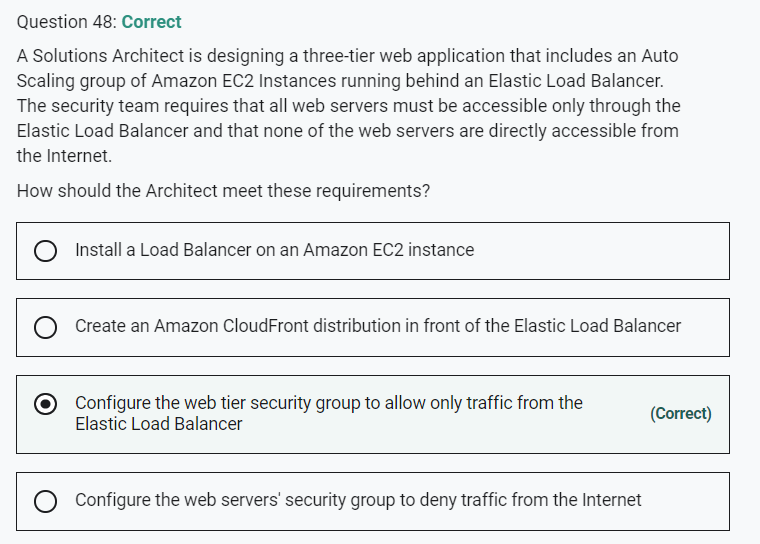 Question 48: Correct
A Solutions Architect is designing a three-tier web application that includes an Auto
Scaling group of Amazon EC2 Instances running behind an Elastic Load Balancer.
The security team requires that all web servers must be accessible only through the
Elastic Load Balancer and that none of the web servers are directly accessible from
the Internet.
How should the Architect meet these requirements?
Install a Load Balancer on an Amazon EC2 instance
Create an Amazon CloudFront distribution in front of the Elastic Load Balancer
Configure the web tier security group to allow only traffic from the
Elastic Load Balancer
(Correct)
Configure the web servers' security group to deny traffic from the Internet